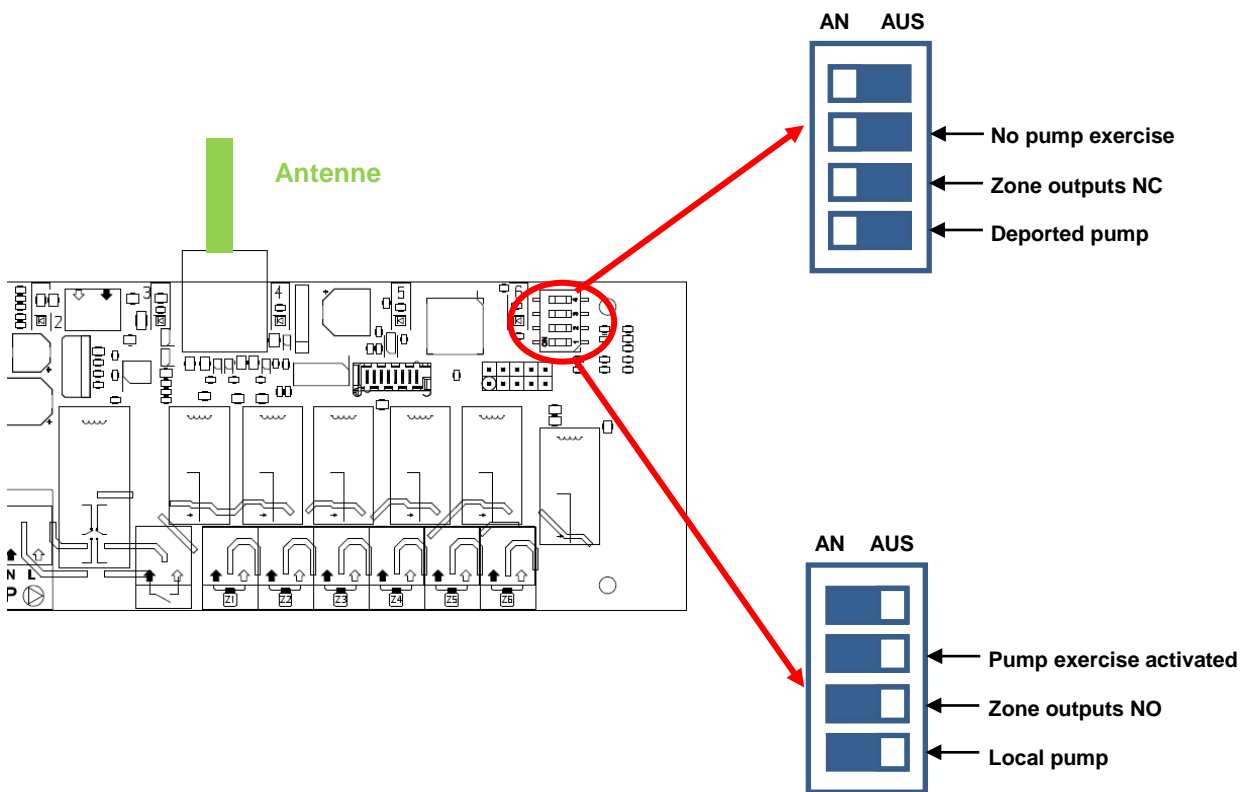 AN AUS
No pump exercise
Zone outputs NC
Deported pump
Antenne
2 3 4 5 6
N L
P
Z1 Z2 Z3 Z4 Z5 Z6
AN AUS
Pump exercise activated
Zone outputs NO
Local pump